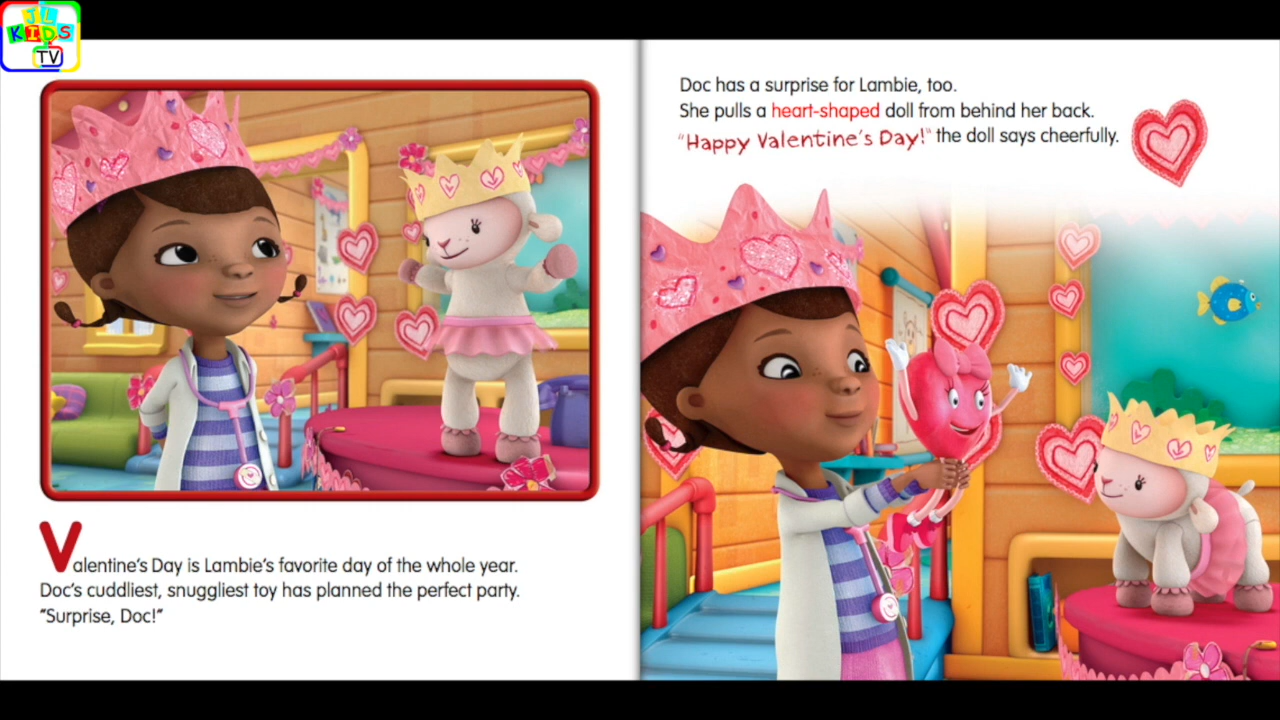 JL
KIDS
TV
Valentine's Day is Lambie's favorite day of the whole year.
Doc's cuddliest, snuggliest toy has planned the perfect party.
"Surprise, Doc!"
Doc has a surprise for Lambie, too.
She pulls a heart-shaped doll from behind her back.
"Happy Valentine's Day!" the doll says cheerfully.